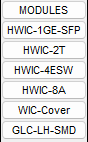 MODULES
HWIC-1GE-SFP
HWIC-2T
HWIC-4ESW
HWIC-8A
WIC-Cover
GLC-LH-SMD